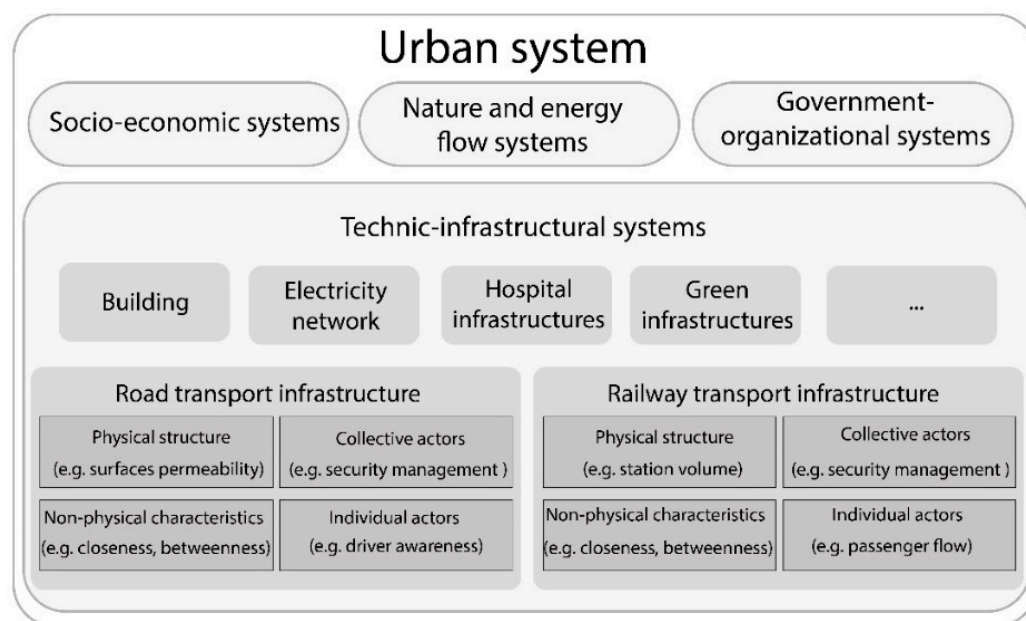 Urban system
Socio-economic systems
Nature and energy
flow systems
Government-
organizational systems
Technic-infrastructural systems
Building
Electricity
network
Hospital
infrastructures
Green
infrastructures
...
Road transport infrastructure
Physical structure
(e.g. surfaces permeability)
Collective actors
(e.g. security management )
Non-physical characteristics
(e.g. closeness, betweenness)
Individual actors
(e.g. driver awareness)
Railway transport infrastructure
Physical structure
(e.g. station volume)
Collective actors
(e.g. security management )
Non-physical characteristics
(e.g. closeness, betweenness)
Individual actors
(e.g. passenger flow)